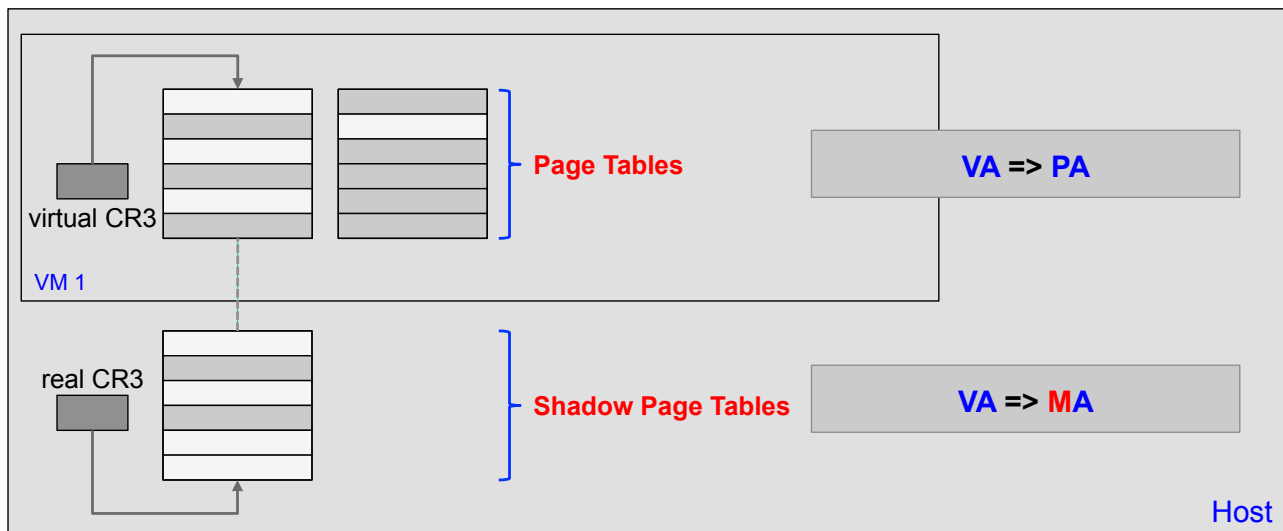 Page Tables
VA => PA
virtual CR3
VM 1
real CR3
Shadow Page Tables
VA => MA
Host